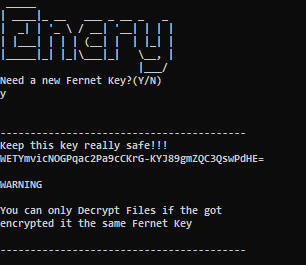 Encry
Need a new Fernet Key?(Y/N)
y
----------------------------------------
Keep this key really safe!!!
WETYmvicNOGPqac2Pa9cCKrG-KYJ89gmZQC3QswPdHE=
WARNING
You can only Decrypt Files if the got
encrypted it the same Fernet Key
----------------------------------------